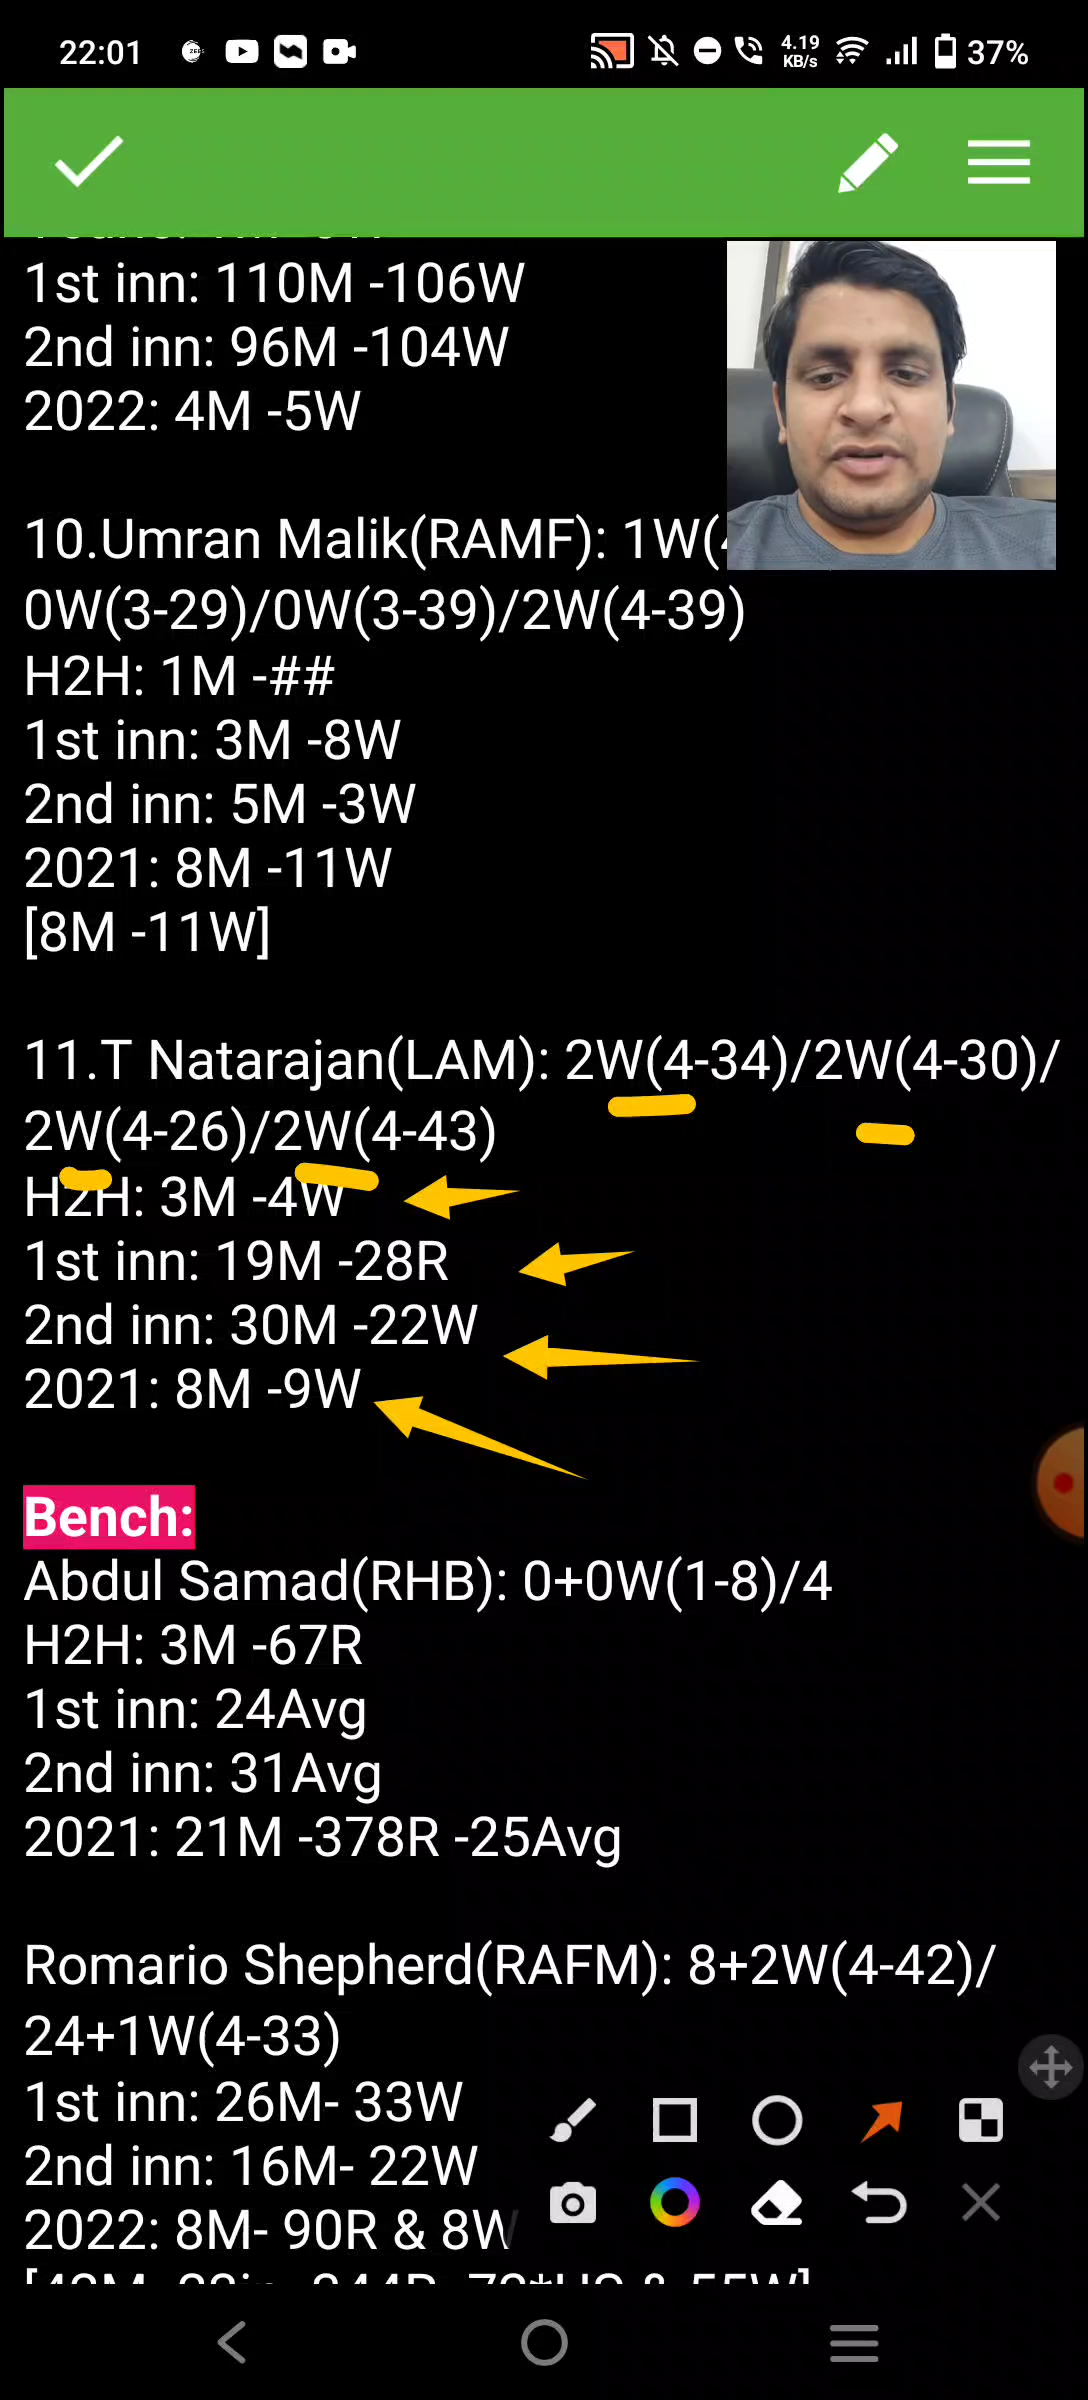 22:01
4.19
KB/s
37%
1st inn: 110M -106W
2nd inn: 96M -104W
2022: 4M -5W
10.Umran Malik(RAMF): 1W(
0W(3-29)/0W(3-39)/2W(4-39)
H2H: 1M -##
1st inn: 3M -8W
2nd inn: 5M -3W
2021: 8M -11W
[8M -11W]
11.T Natarajan(LAM): 2W(4-34)/2W(4-30)/
2W(4-26)/2W(4-43)
H2H: 3M -4W
1st inn: 19M -28R
2nd inn: 30M -22W
2021: 8M -9W
Bench:
Abdul Samad(RHB): 0+0W(1-8)/4
H2H: 3M -67R
1st inn: 24Avg
2nd inn: 31Avg
2021: 21M -378R -25Avg
Romario Shepherd(RAFM): 8+2W(4-42)/
24+1W(4-33)
1st inn: 26M- 33W
2nd inn: 16M- 22W
2022: 8M- 90R & 8W